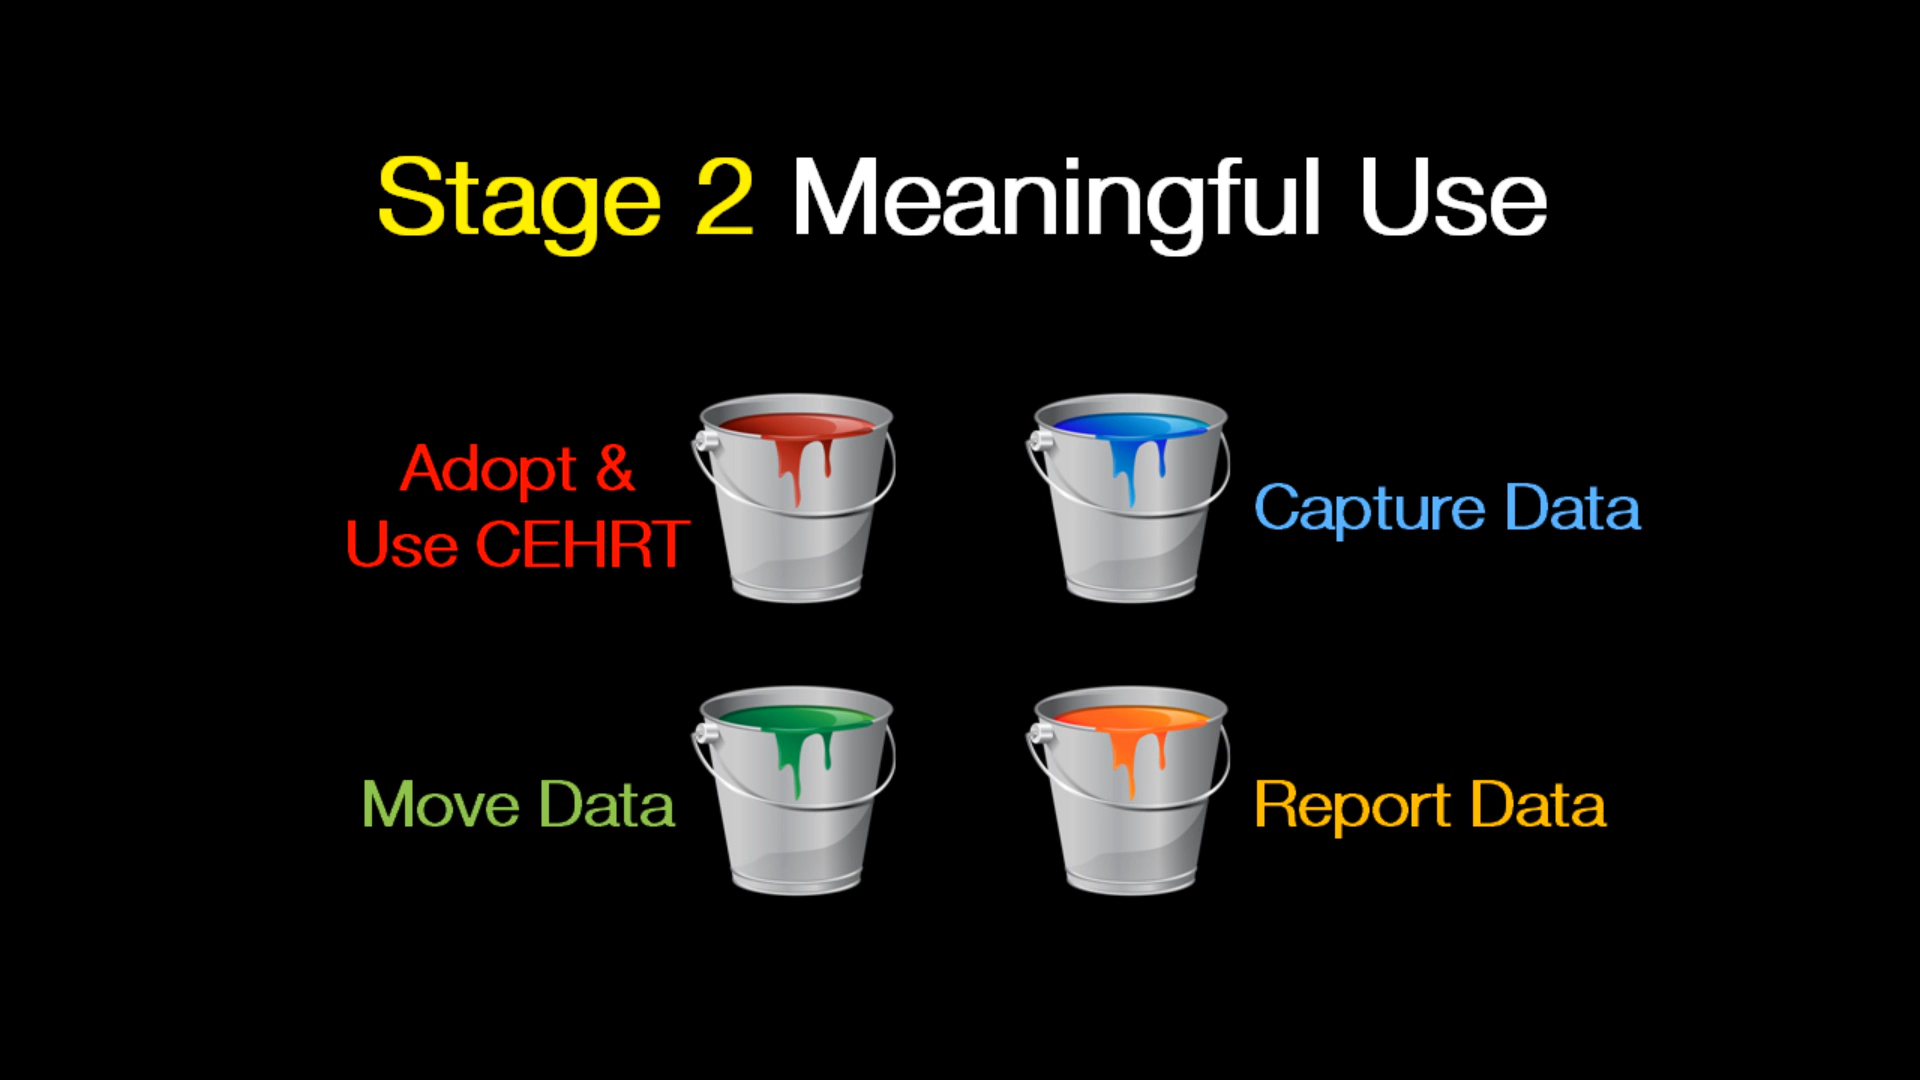 Stage 2 Meaningful Use
Adopt &
Use CEHRT
Capture Data
Move Data
Report Data